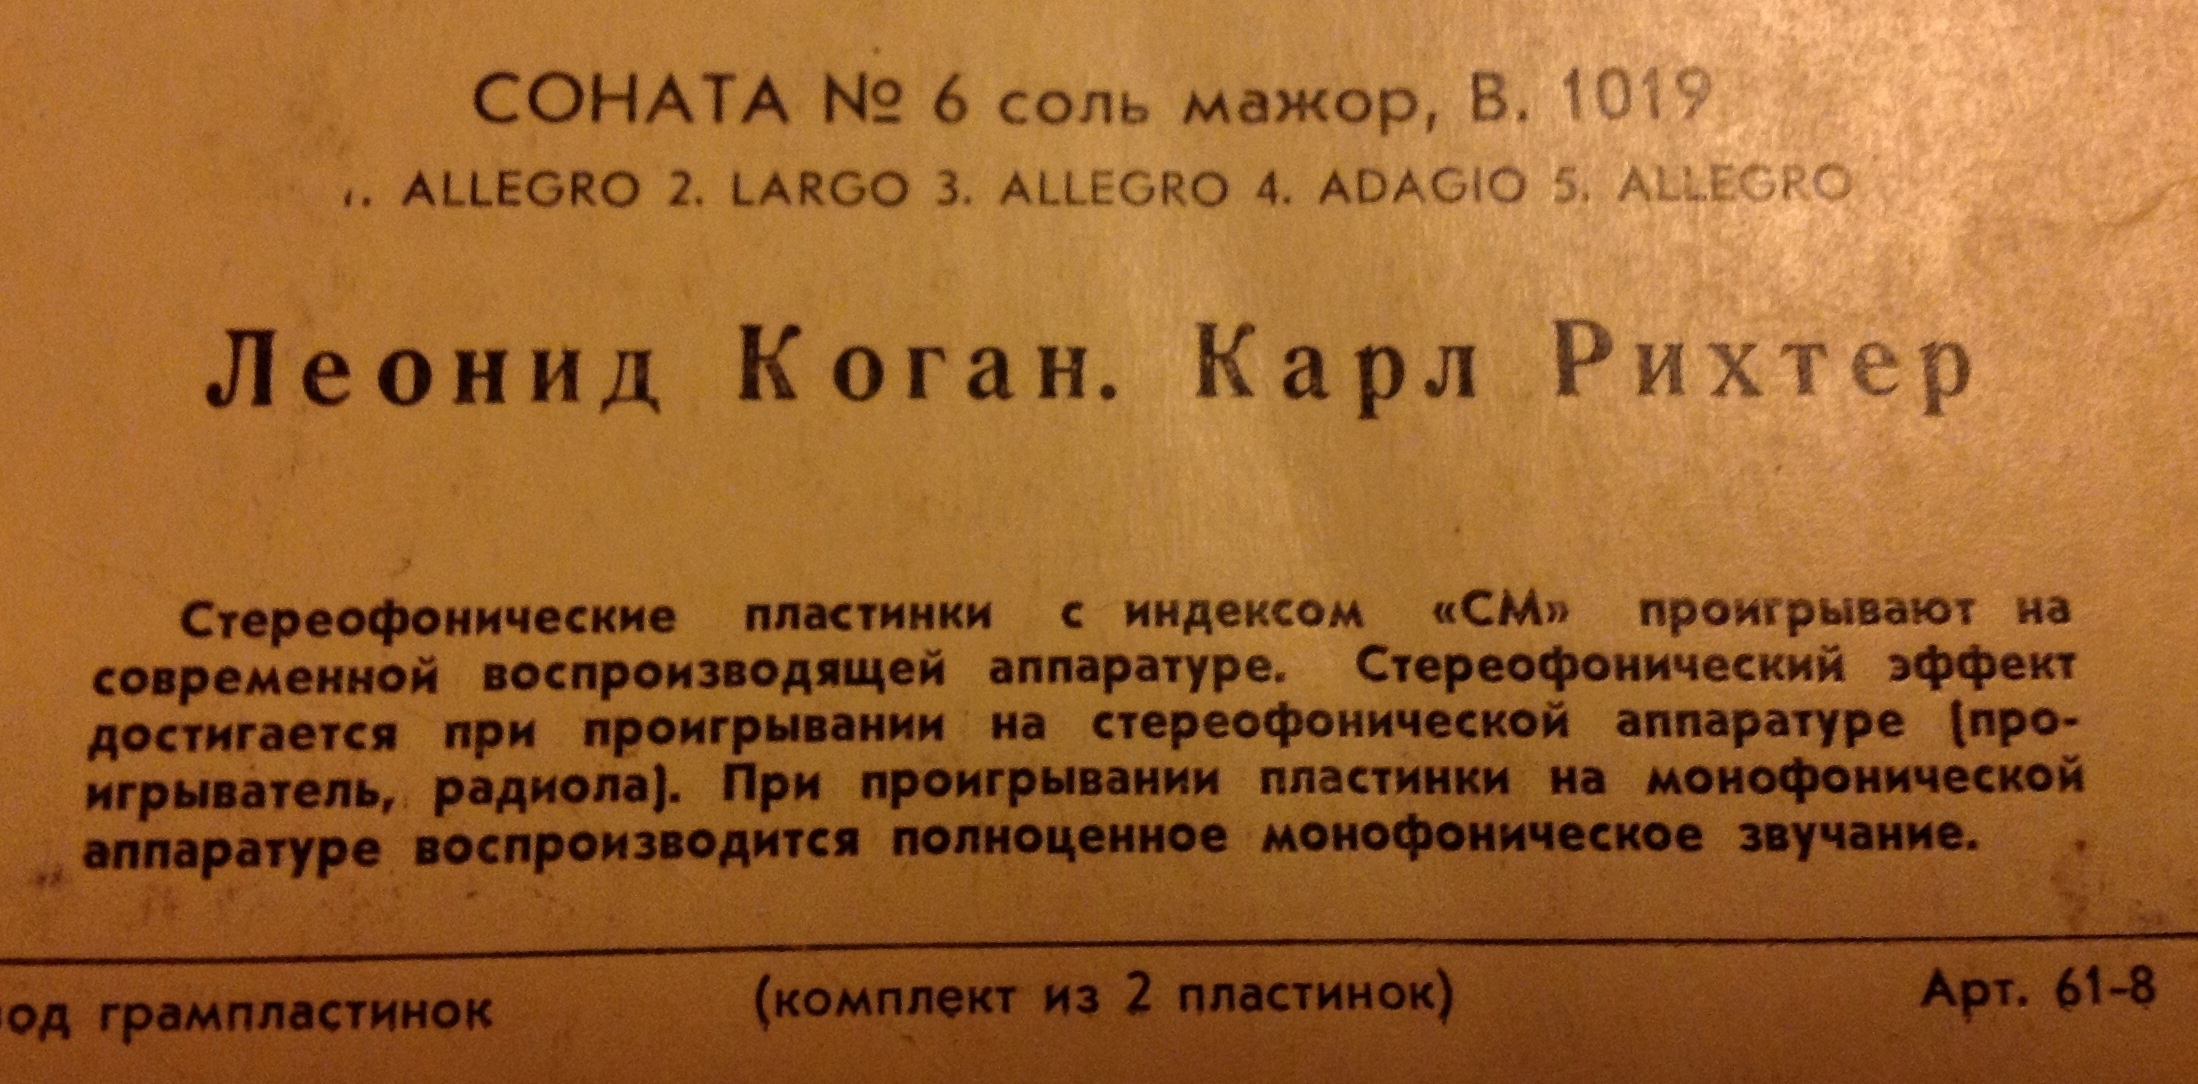 СОНАТА № 6 соль мажор, В. 1019
1. ALLEGRO 2. LARGO 3. ALLEGRO 4. ADAGIO 5. ALLEGRO
Леонид Коган. Карл Рихтер
Стереофонические пластинки с индексом «СМ» проигрывают на
современной воспроизводящей аппаратуре. Стереофонический эффект
достигается при проигрывании на стереофонической аппаратуре (про-
игрыватель, радиола). При проигрывании пластинки на монофонической
аппаратуре воспроизводится полноценное монофоническое звучание.
од грампластинок (комплект из 2 пластинок) Арт. 61-8